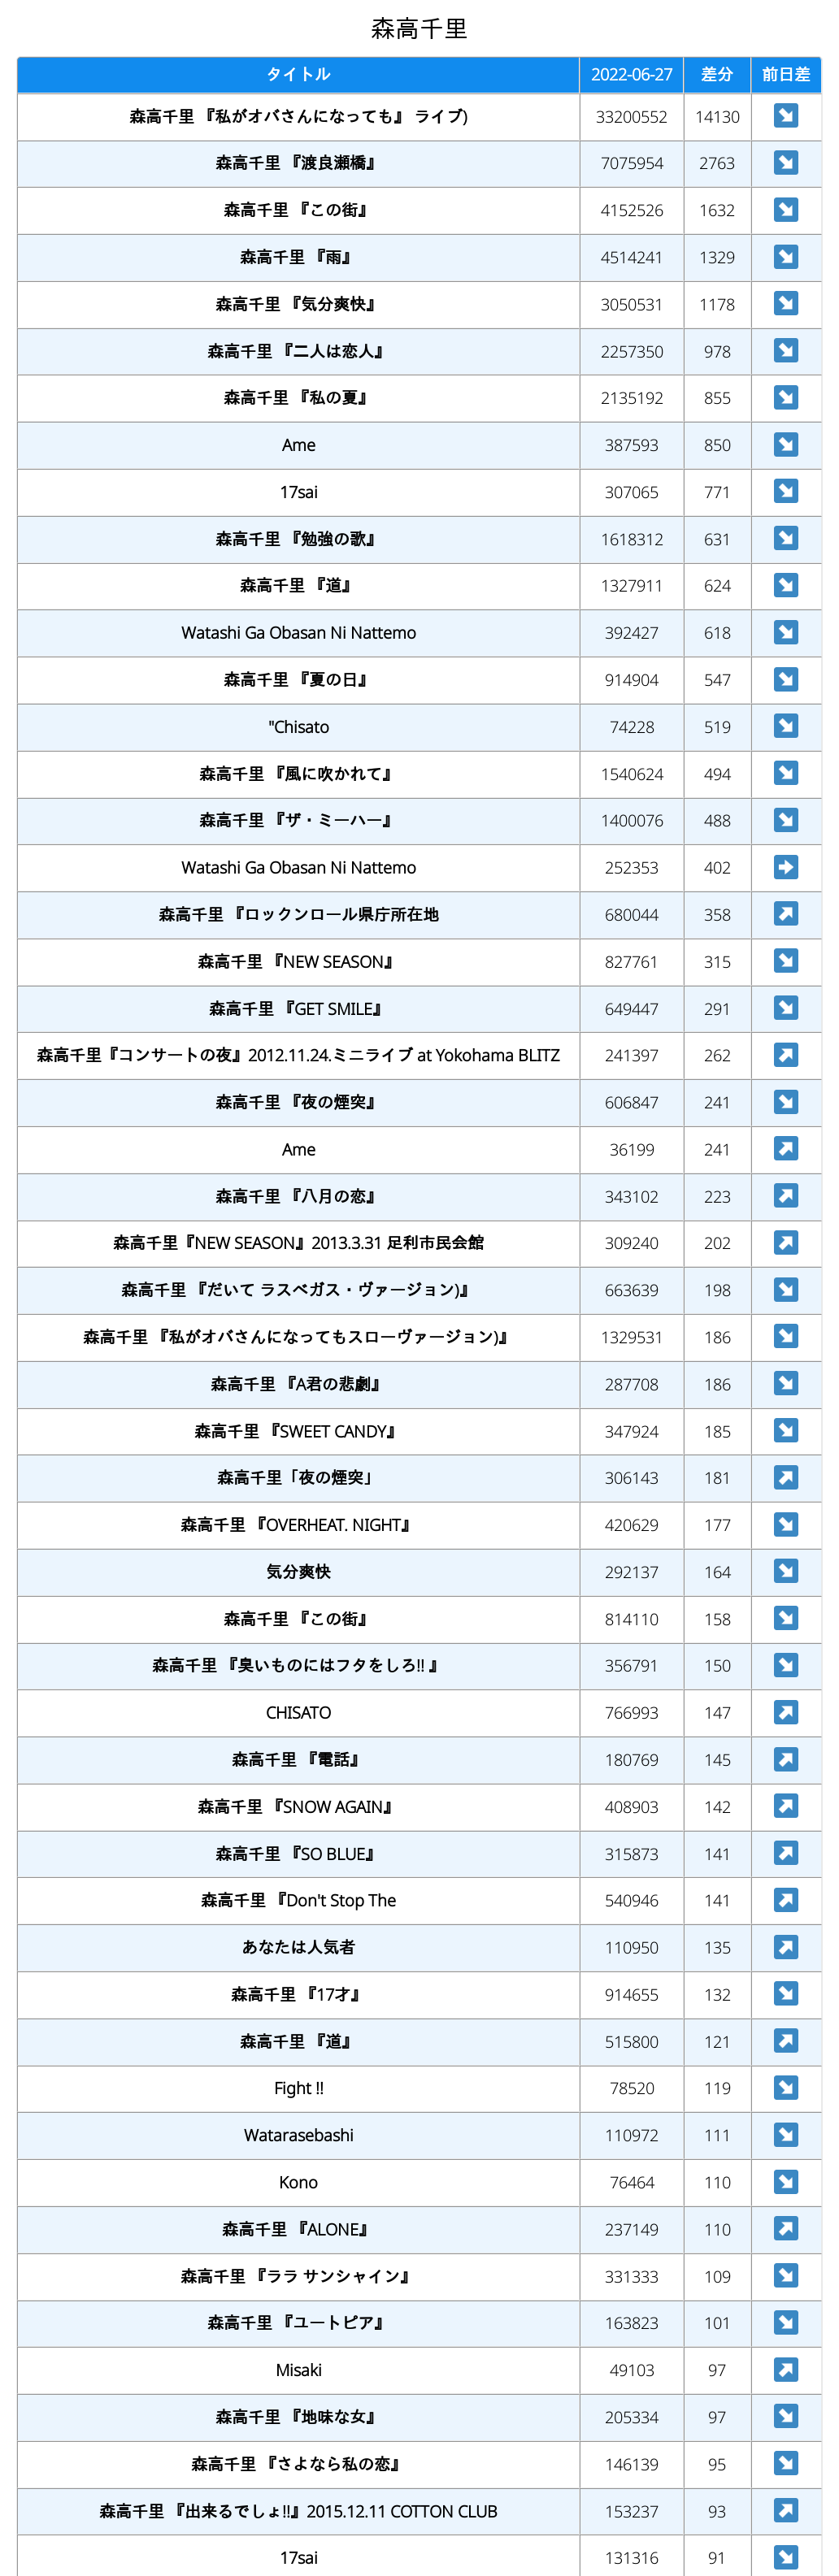 森高千里
タイトル 2022-06-27 差分 前日差
森高千里 『私がオバさんになっても』 ライブ) 33200552 14130
森高千里 『渡良瀬橋』 7075954 2763
森高千里 『この街』 4152526 1632
森高千里 『雨』 4514241 1329
森高千里 『気分爽快』 3050531 1178
森高千里 『二人は恋人』 2257350 978
森高千里 『私の夏』 2135192 855
Ame 387593 850
17sai 307065 771
森高千里 『勉強の歌』 1618312 631
森高千里 『道』 1327911 624
Watashi Ga Obasan Ni Nattemo 392427 618
森高千里 『夏の日』 914904 547
"Chisato 74228 519
森高千里 『風に吹かれて』 1540624 494
森高千里 『ザ・ミーハー』 1400076 488
Watashi Ga Obasan Ni Nattemo 252353 402
森高千里 『ロックンロール県庁所在地 680044 358
森高千里 『NEW SEASON』 827761 315
森高千里 『GET SMILE』 649447 291
森高千里『コンサートの夜』2012.11.24.ミニライブ at Yokohama BLITZ 241397 262
森高千里 『夜の煙突』 606847 241
Ame 36199 241
森高千里 『八月の恋』 343102 223
森高千里『NEW SEASON』2013.3.31 足利市民会館 309240 202
森高千里 『だいて ラスベガス・ヴァージョン)』 663639 198
森高千里 『私がオバさんになってもスローヴァージョン)』 1329531 186
森高千里 『A君の悲劇』 287708 186
森高千里 『SWEET CANDY』 347924 185
森高千里「夜の煙突」 306143 181
森高千里 『OVERHEAT. NIGHT』 420629 177
気分爽快 292137 164
森高千里 『この街』 814110 158
森高千里 『臭いものにはフタをしろ!! 』 356791 150
CHISATO 766993 147
森高千里 『電話』 180769 145
森高千里 『SNOW AGAIN』 408903 142
森高千里 『SO BLUE』 315873 141
森高千里 『Don't Stop The 540946 141
あなたは人気者 110950 135
森高千里 『17才』 914655 132
森高千里 『道』 515800 121
Fight !! 78520 119
Watarasebashi 110972 111
Kono 76464 110
森高千里 『ALONE』 237149 110
森高千里 『ララ サンシャイン』 331333 109
森高千里 『ユートピア』 163823 101
Misaki 49103 97
森高千里 『地味な女』 205334 97
森高千里 『さよなら私の恋』 146139 95
森高千里 『出来るでしょ!!』2015.12.11 COTTON CLUB 153237 93
17sai 131316 91